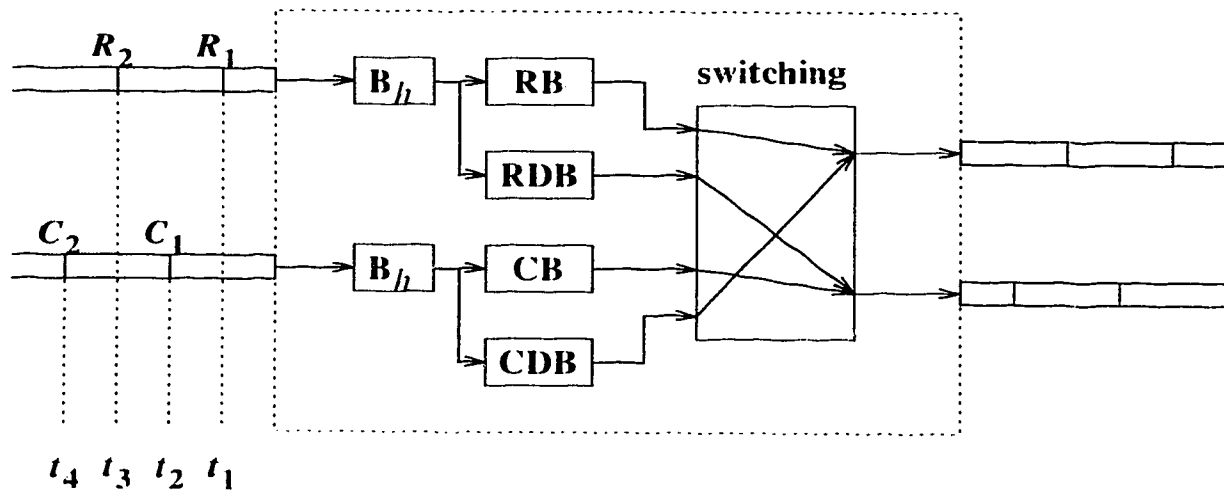 R2 R1
Bh RB switching
RDB
C2 C1
Bh CB
CDB
t4 t3 t2 t1